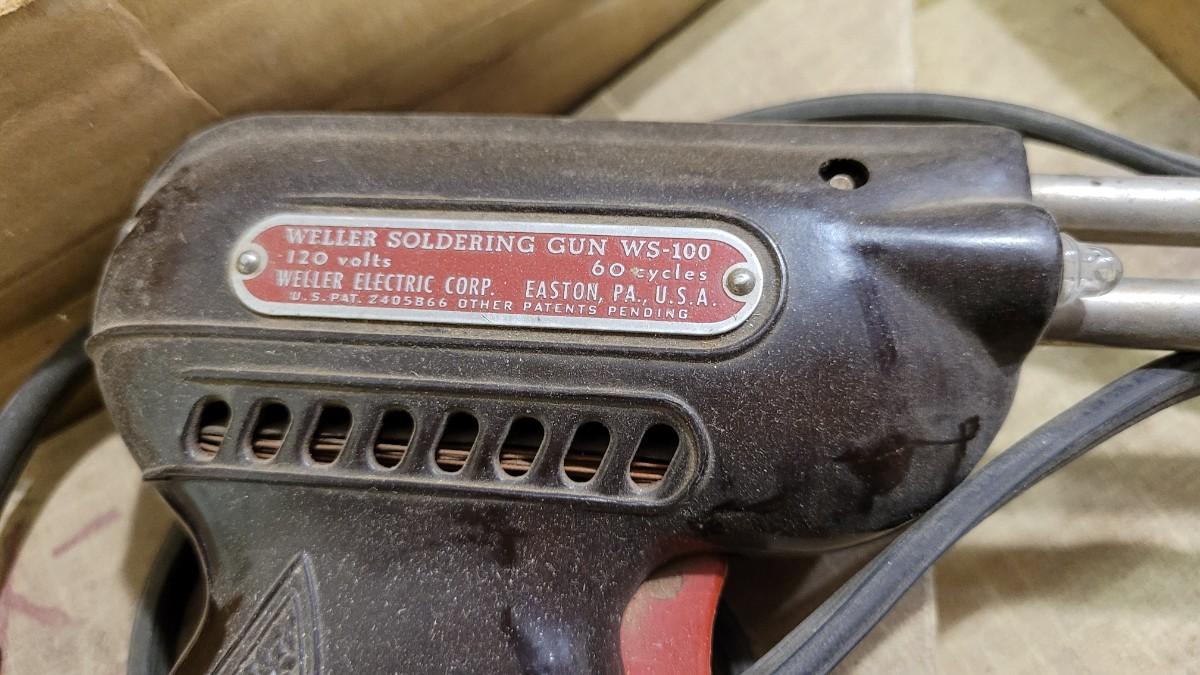 WELLER SOLDERING GUN WS-100
120 volts 60 cycles
WELLER ELECTRIC CORP. EASTON, PA., U.S.A.
U.S. PAT. 2405866 OTHER PATENTS PENDING